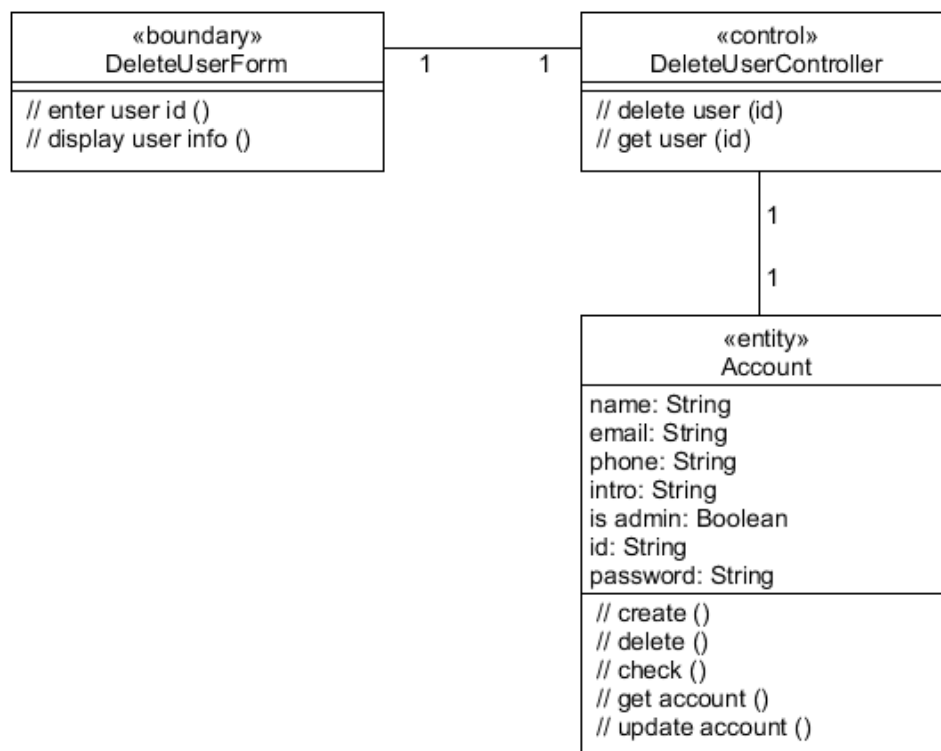 «boundary»
DeleteUserForm
// enter user id ()
// display user info ()
1
1
«control»
DeleteUserController
// delete user (id)
// get user (id)
1
1
«entity»
Account
name: String
email: String
phone: String
intro: String
is admin: Boolean
id: String
password: String
// create ()
// delete ()
// check ()
// get account ()
// update account ()